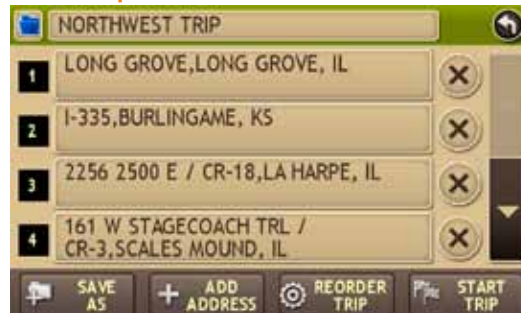 NORTHWEST TRIP
1 LONG GROVE,LONG GROVE, IL
2 I-335,BURLINGAME, KS
3 2256 2500 E / CR-18,LA HARPE, IL
4 161 W STAGECOACH TRL /
CR-3,SCALES MOUND, IL
SAVE AS
ADD ADDRESS
REORDER TRIP
START TRIP